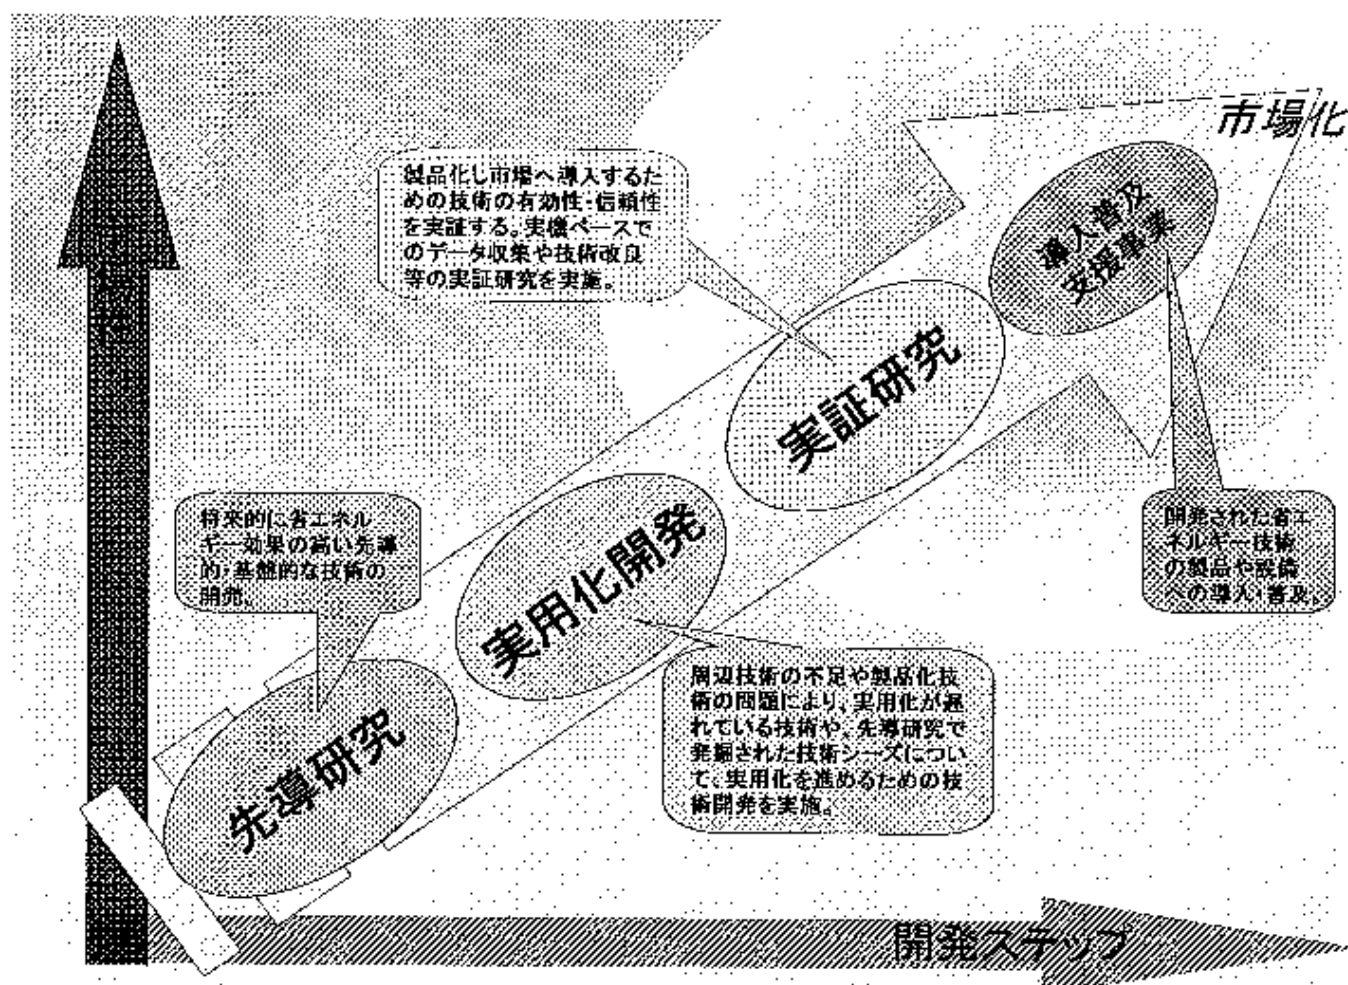 市場化
製品化し市場へ導入するた
めの技術の有効性・信頼性
を実証する。実機ベースで
のデータ収集や技術改良
等の実証研究を実施。
導入普及
支援事業
実証研究
将来的に省エネル
ギー効果の高い先導
的・基盤的な技術の
開発。
実用化開発
開発された省エ
ネルギー技術
の製品や設備
への導入・普及。
周辺技術の不足や製品化技
術の問題により、実用化が遅
れている技術や、先導研究で
発掘された技術シーズについ
て、実用化を進めるための技
術開発を実施。
先導研究
開発ステップ